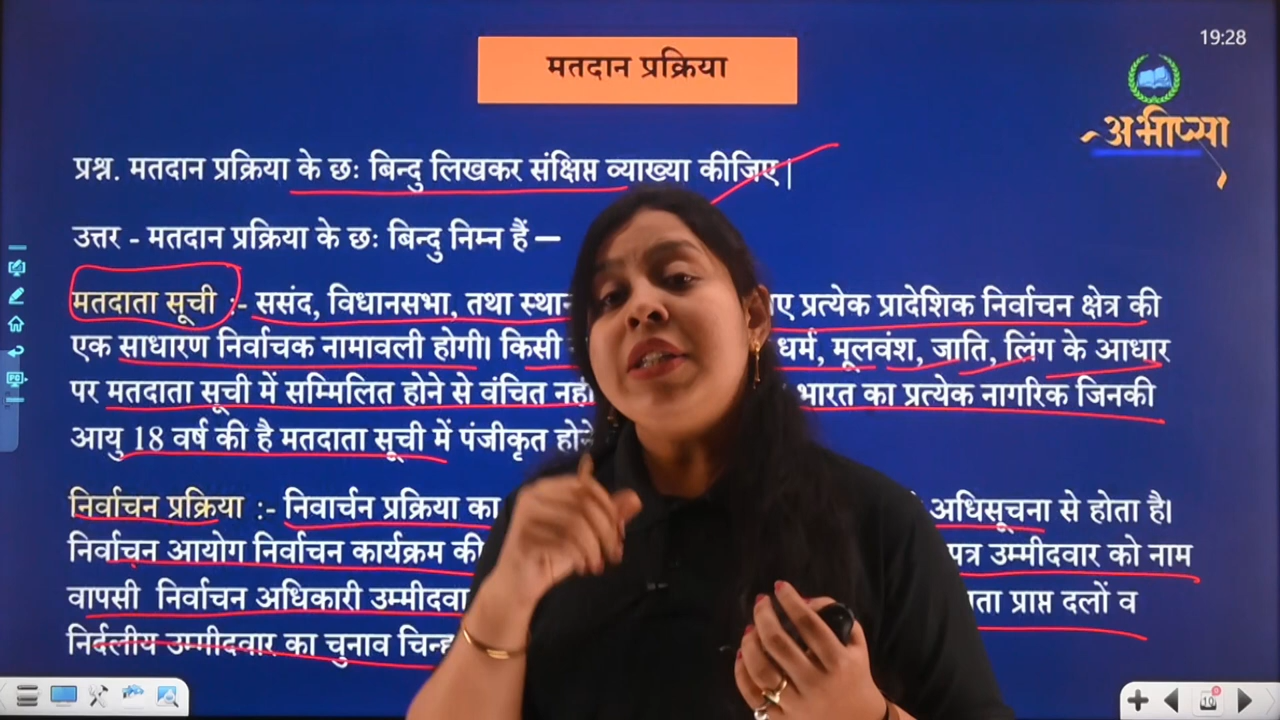 19:28
मतदान प्रक्रिया
अभीप्सा
प्रश्न. मतदान प्रक्रिया के छः बिन्दु लिखकर संक्षिप्त व्याख्या कीजिए |
उत्तर - मतदान प्रक्रिया के छः बिन्दु निम्न हैं –
मतदाता सूची :- ससंद, विधानसभा, तथा प्रत्येक प्रादेशिक निर्वाचन क्षेत्र की
एक साधारण निर्वाचक नामावली होगी। किसी धर्म, मूलवंश, जाति, लिंग के आधार
पर मतदाता सूची में सम्मिलित होने से वंचित भारत का प्रत्येक नागरिक जिनकी
आयु 18 वर्ष की है मतदाता सूची में पंजीकृत
निर्वाचन प्रक्रिया :- निवार्चन प्रक्रिया का अधिसूचना से होता है।
निर्वाचन आयोग निर्वाचन कार्यक्रम की पत्र उम्मीदवार को नाम
वापसी निर्वाचन अधिकारी प्राप्त दलों व
निर्दलीय उम्मीदवार का चुनाव
10